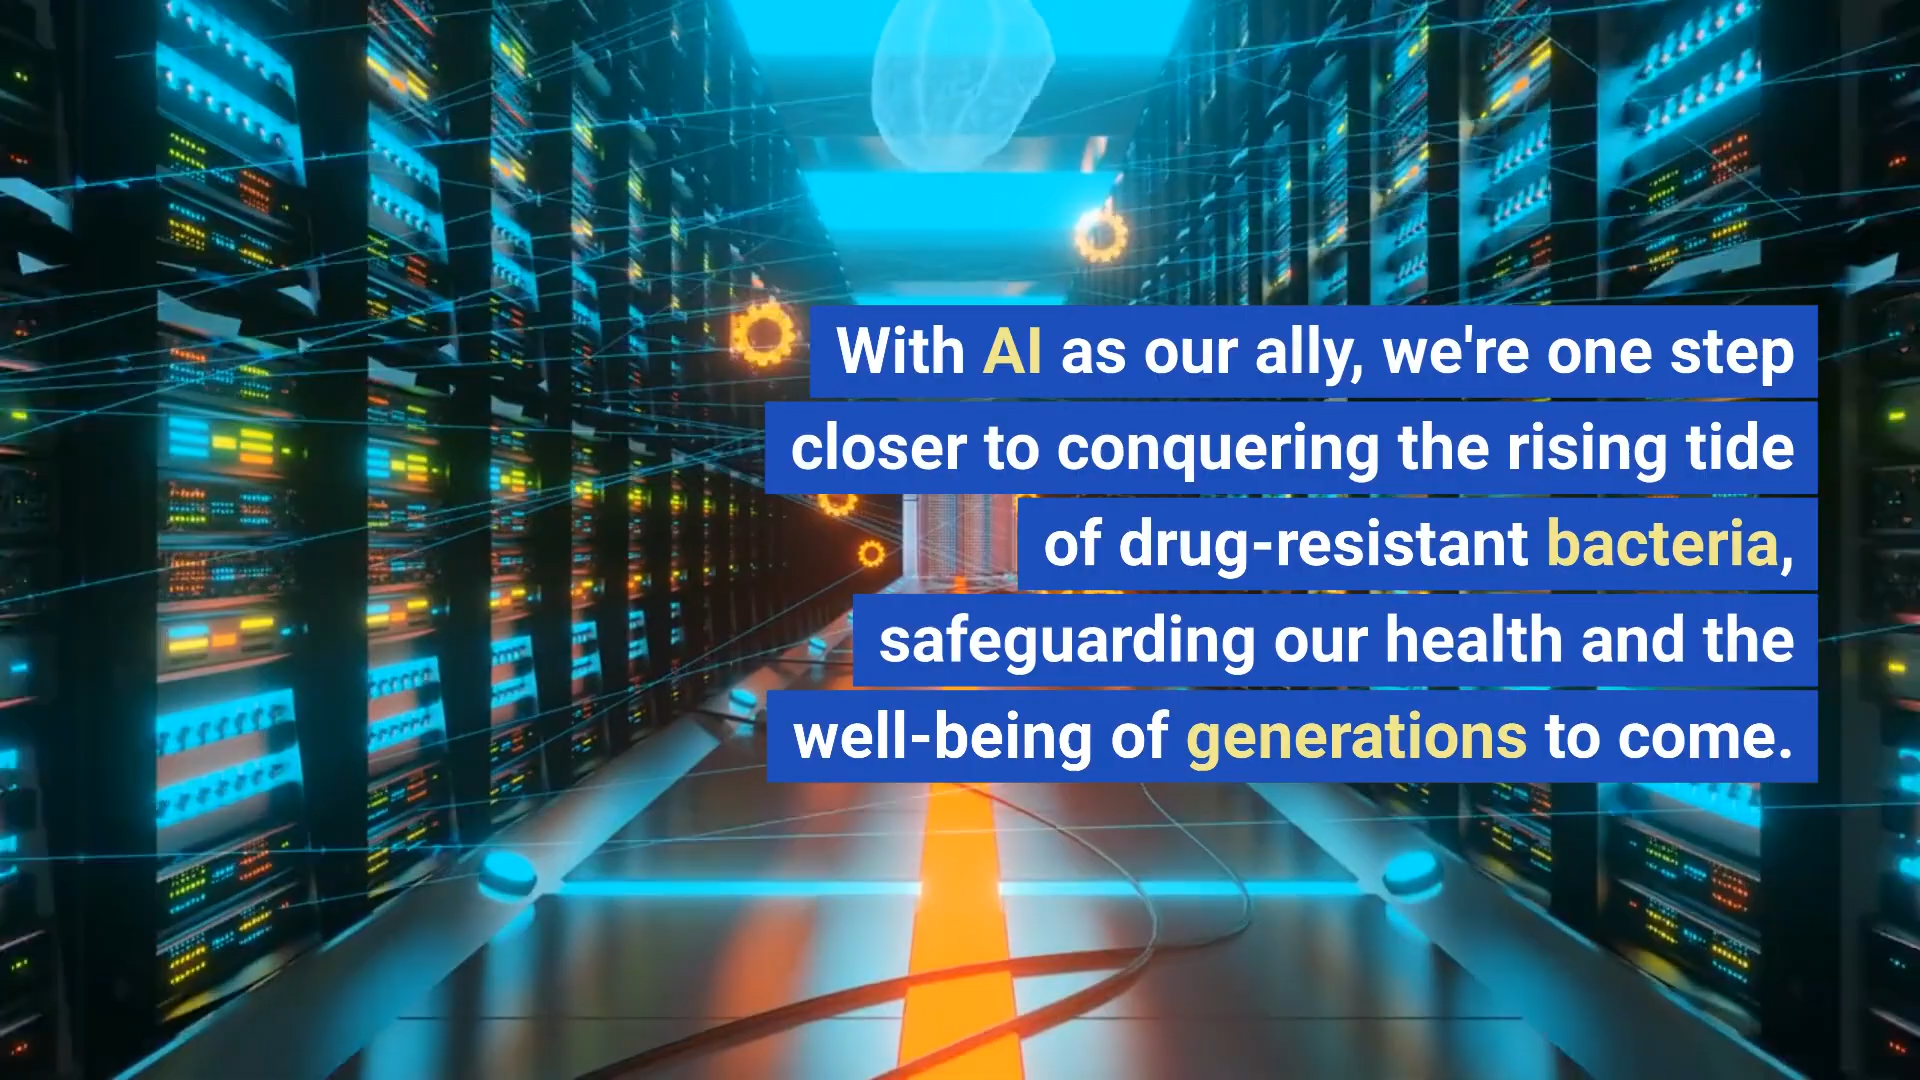 With AI as our ally, we're one step
closer to conquering the rising tide
of drug-resistant bacteria,
safeguarding our health and the
well-being of generations to come.